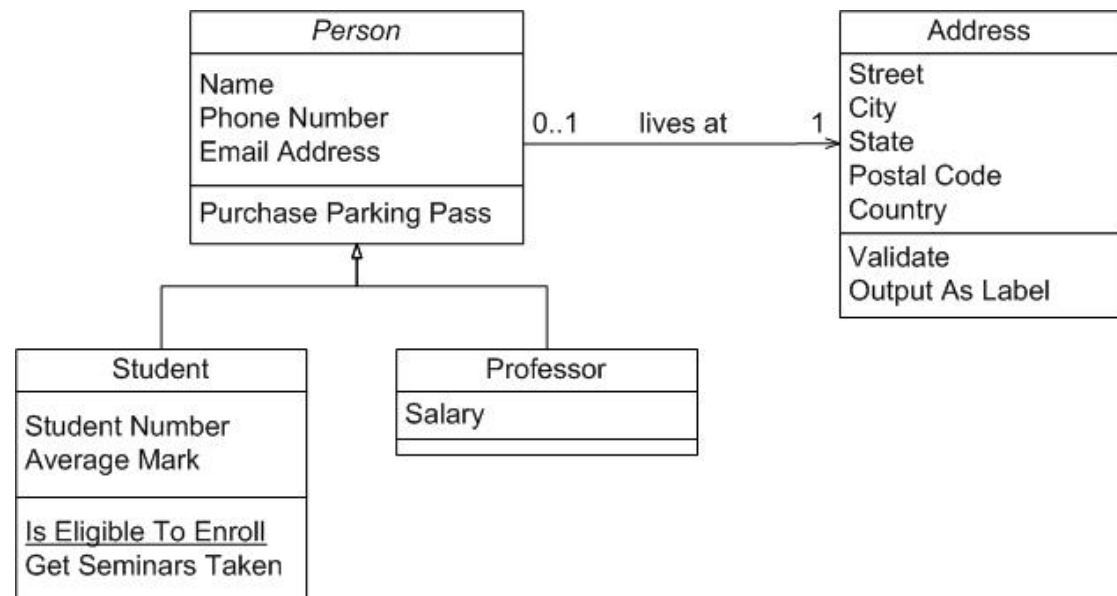 Person
Name
Phone Number
Email Address
Purchase Parking Pass
0..1 lives at 1
Address
Street
City
State
Postal Code
Country
Validate
Output As Label
Student
Student Number
Average Mark
Is Eligible To Enroll
Get Seminars Taken
Professor
Salary